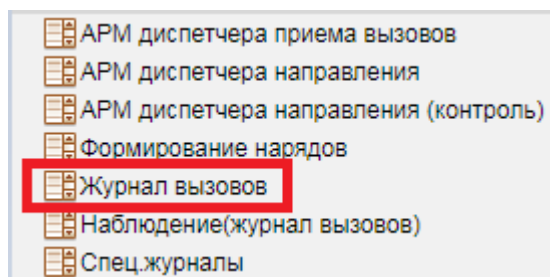 АРМ диспетчера приема вызовов
АРМ диспетчера направления
АРМ диспетчера направления (контроль)
Формирование нарядов
Журнал вызовов
Наблюдение(журнал вызовов)
Спец.журналы